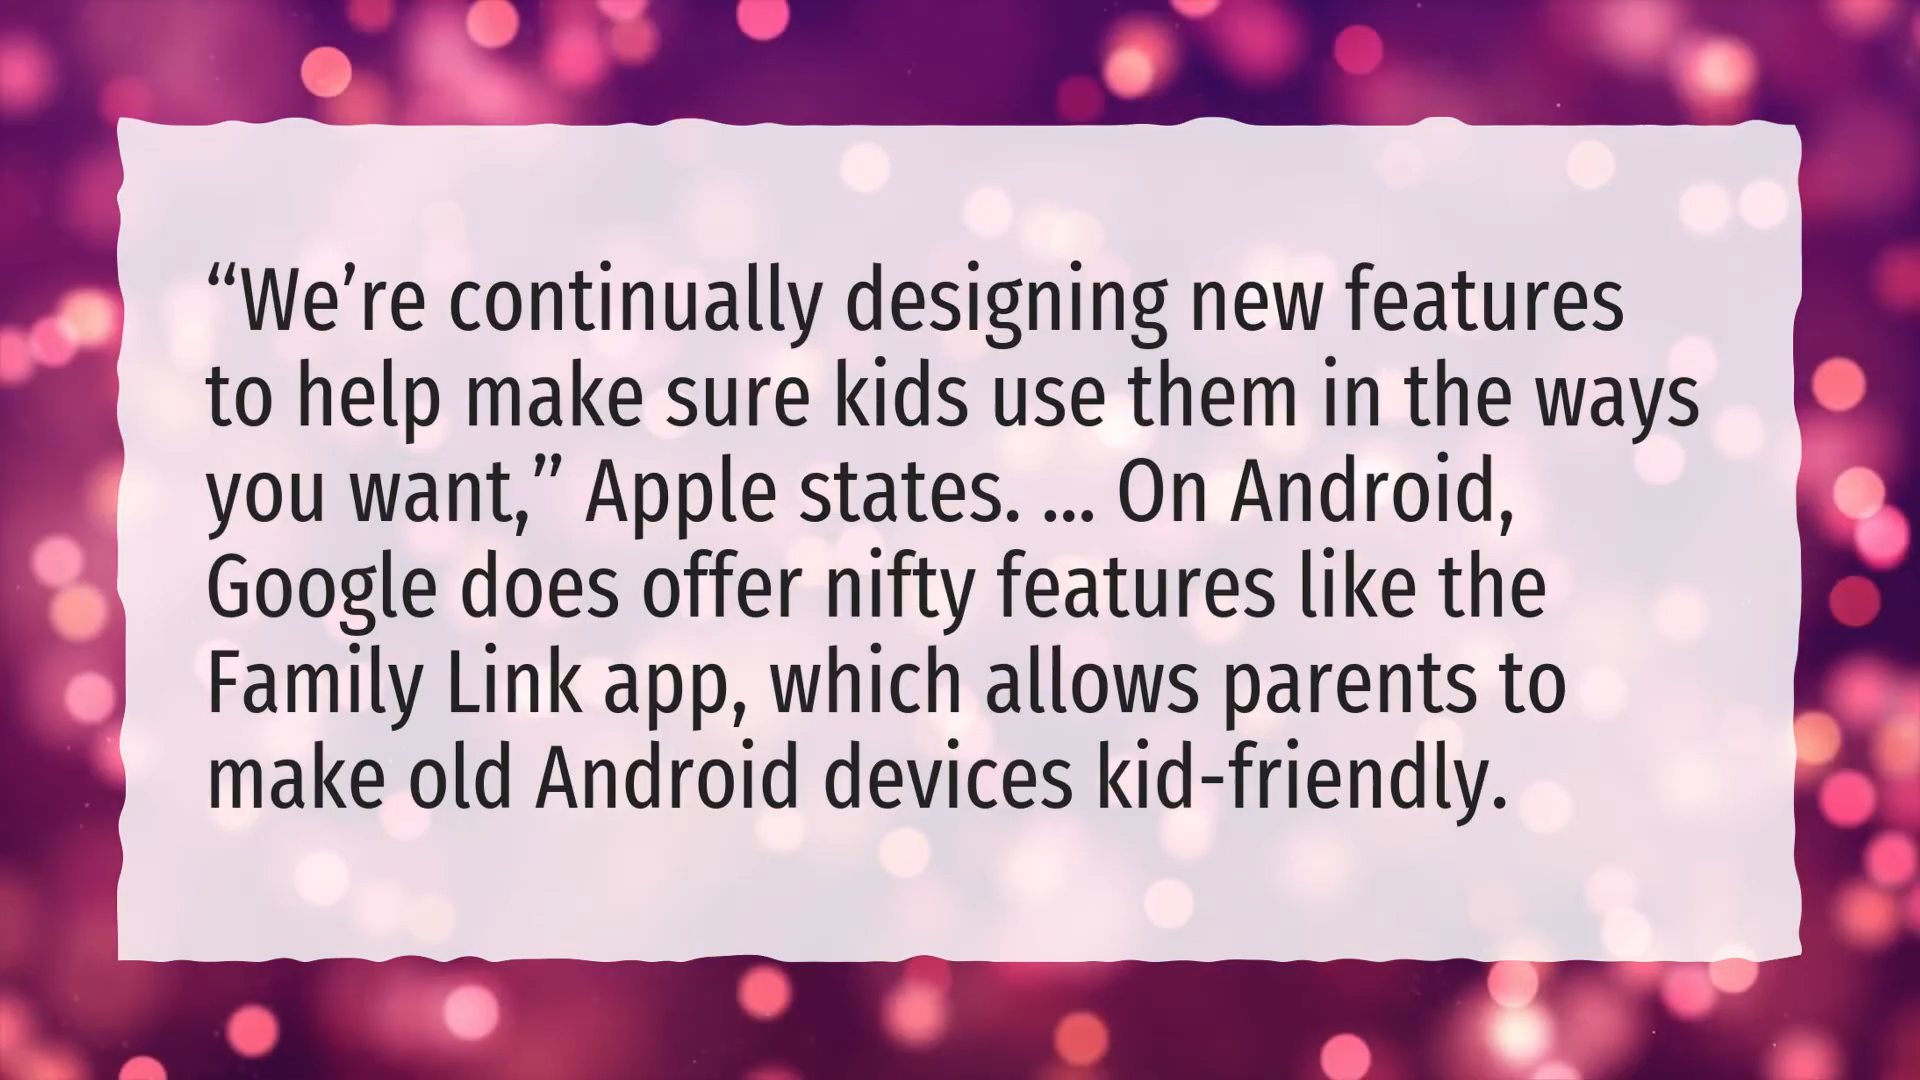 “We’re continually designing new features
to help make sure kids use them in the ways
you want,” Apple states. ... On Android,
Google does offer nifty features like the
Family Link app, which allows parents to
make old Android devices kid-friendly.